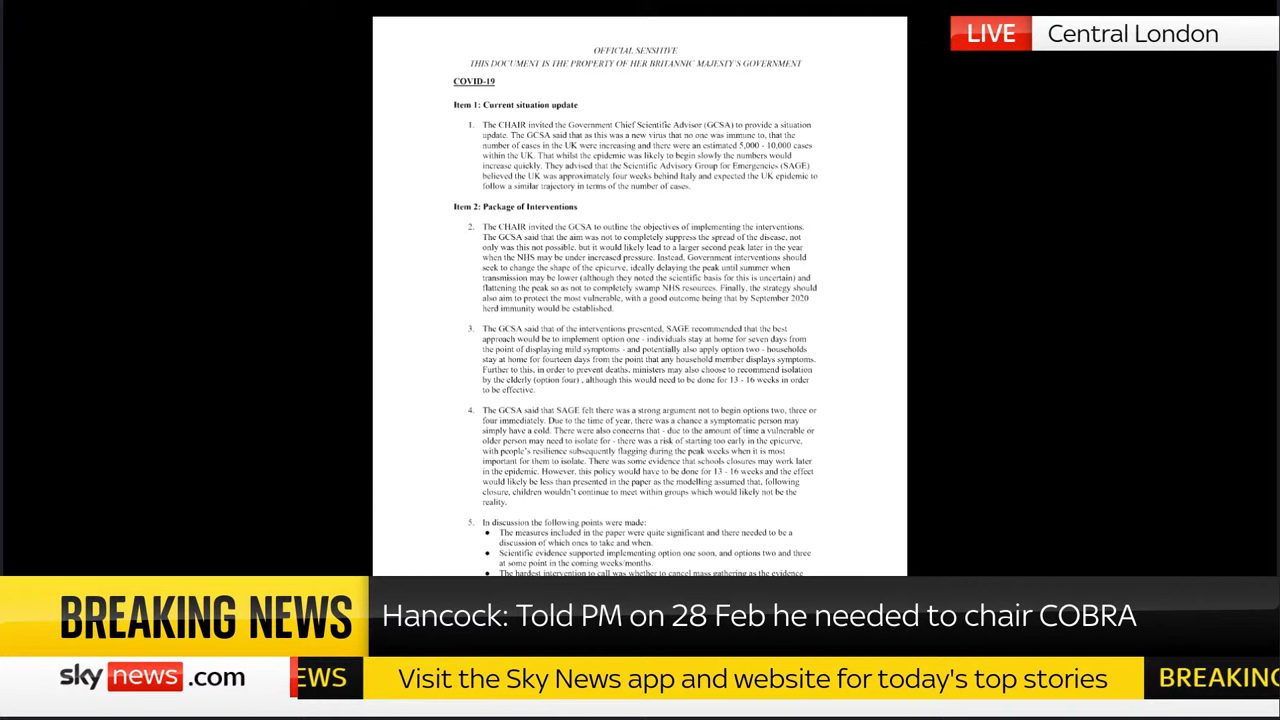 LIVE Central London
OFFICIAL SENSITIVE
THIS DOCUMENT IS THE PROPERTY OF HER BRITANNIC MAJESTY'S GOVERNMENT
COVID-19
Item 1: Current situation update
1. The CHAIR invited the Government Chief Scientific Advisor (GCSA) to provide a situation
update. The GCSA said that as this was a new virus that no one was immune to, that the
number of cases in the UK were increasing and there were an estimated 5,000 - 10,000 cases
within the UK. That whilst the epidemic was likely to begin slowly the numbers would
increase quickly. They advised that the Scientific Advisory Group for Emergencies (SAGE)
believed the UK was approximately four weeks behind Italy and expected the UK epidemic to
follow a similar trajectory in terms of the number of cases.
Item 2: Package of Interventions
2. The CHAIR invited the GCSA to outline the objectives of implementing the interventions.
The GCSA said that the aim was not to completely suppress the spread of the disease, not
only was this not possible, but it would likely lead to a larger second peak later in the year
when the NHS may be under increased pressure. Instead, Government interventions should
seek to change the shape of the epicurve, ideally delaying the peak until summer when
transmission may be lower (although they noted the scientific basis for this is uncertain) and
flattening the peak so as not to completely swamp NHS resources. Finally, the strategy should
also aim to protect the most vulnerable, with a good outcome being that by September 2020
herd immunity would be established.
3. The GCSA said that of the interventions presented, SAGE recommended that the best
approach would be to implement option one - individuals stay at home for seven days from
the point of displaying mild symptoms - and potentially also apply option two - households
stay at home for fourteen days from the point that any household member displays symptoms.
Further to this, in order to prevent deaths, ministers may also choose to recommend isolation
by the elderly (option four) , although this would need to be done for 13 - 16 weeks in order
to be effective.
4. The GCSA said that SAGE felt there was a strong argument not to begin options two, three or
four immediately. Due to the time of year, there was a chance a symptomatic person may
simply have a cold. There were also concerns that - due to the amount of time a vulnerable or
older person may need to isolate for - there was a risk of starting too early in the epicurve,
with people's resilience subsequently flagging during the peak weeks when it is most
important for them to isolate. There was some evidence that schools closures may work later
in the epidemic. However, this policy would have to be done for 13 - 16 weeks and the effect
would likely be less than presented in the paper as the modelling assumed that, following
closure, children wouldn't continue to meet within groups which would likely not be the
reality.
5. In discussion the following points were made:
● The measures included in the paper were quite significant and there needed to be a
discussion of which ones to take and when.
● Scientific evidence supported implementing option one soon, and options two and three
at some point in the coming weeks/months.
● The hardest intervention to call was whether to cancel mass gathering as the evidence
BREAKING NEWS Hancock: Told PM on 28 Feb he needed to chair COBRA
sky news .com EWS Visit the Sky News app and website for today's top stories BREAKING